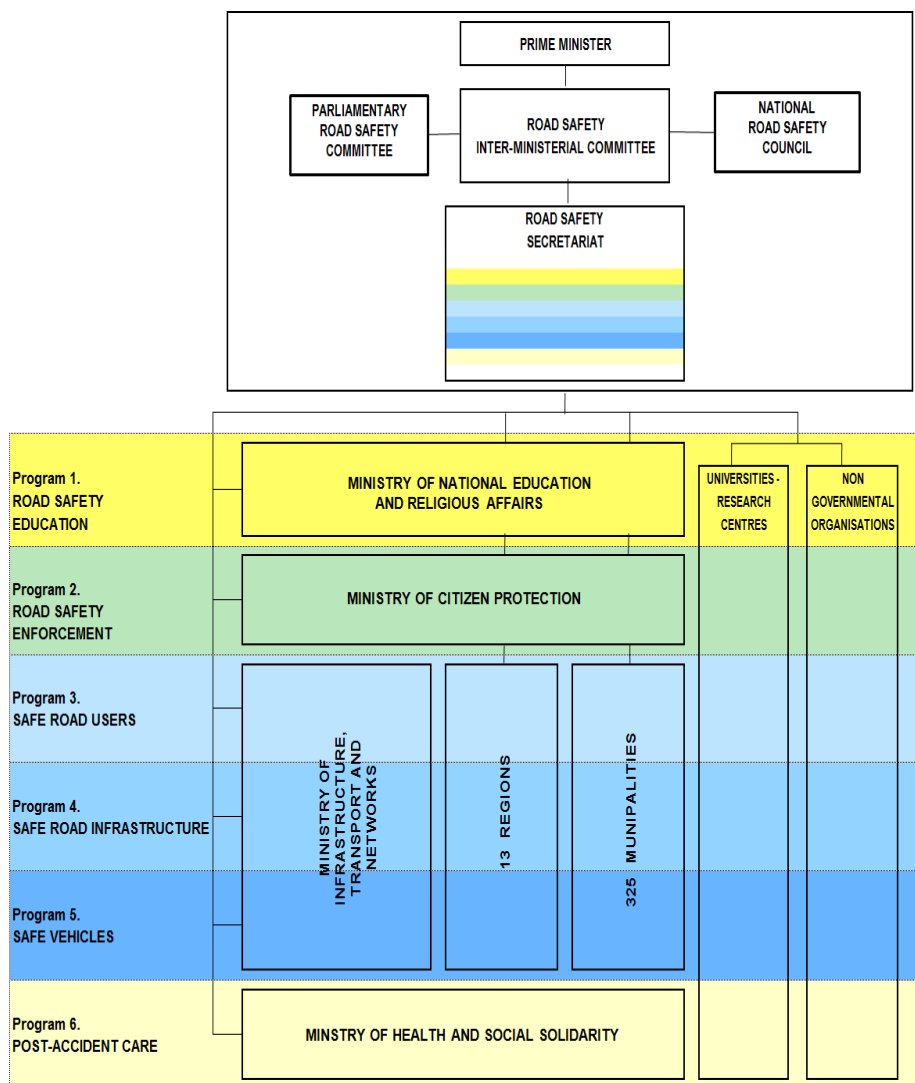 PRIME MINISTER
PARLIAMENTARY
ROAD SAFETY
COMMITTEE
ROAD SAFETY
INTER-MINISTERIAL COMMITTEE
NATIONAL
ROAD SAFETY
COUNCIL
ROAD SAFETY
SECRETARIAT
Program 1.
ROAD SAFETY
EDUCATION
MINISTRY OF NATIONAL EDUCATION
AND RELIGIOUS AFFAIRS
UNIVERSITIES -
RESEARCH
CENTRES
NON
GOVERNMENTAL
ORGANISATIONS
Program 2.
ROAD SAFETY
ENFORCEMENT
MINISTRY OF CITIZEN PROTECTION
Program 3.
SAFE ROAD USERS
MINISTRY OF
INFRASTRUCTURE,
TRANSPORT AND
NETWORKS
13 REGIONS
325 MUNIPALITIES
Program 4.
SAFE ROAD INFRASTRUCTURE
Program 5.
SAFE VEHICLES
Program 6.
POST-ACCIDENT CARE
MINSTRY OF HEALTH AND SOCIAL SOLIDARITY